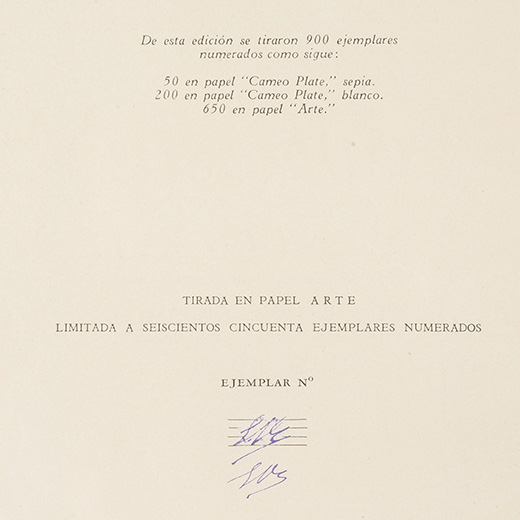 De esta edición se tiraron 900 ejemplares
numerados como sigue:
50 en papel "Cameo Plate," sepia.
200 en papel "Cameo Plate," blanco.
650 en papel "Arte."
TIRADA EN PAPEL ARTE
LIMITADA A SEISCIENTOS CINCUENTA EJEMPLARES NUMERADOS
EJEMPLAR Nº